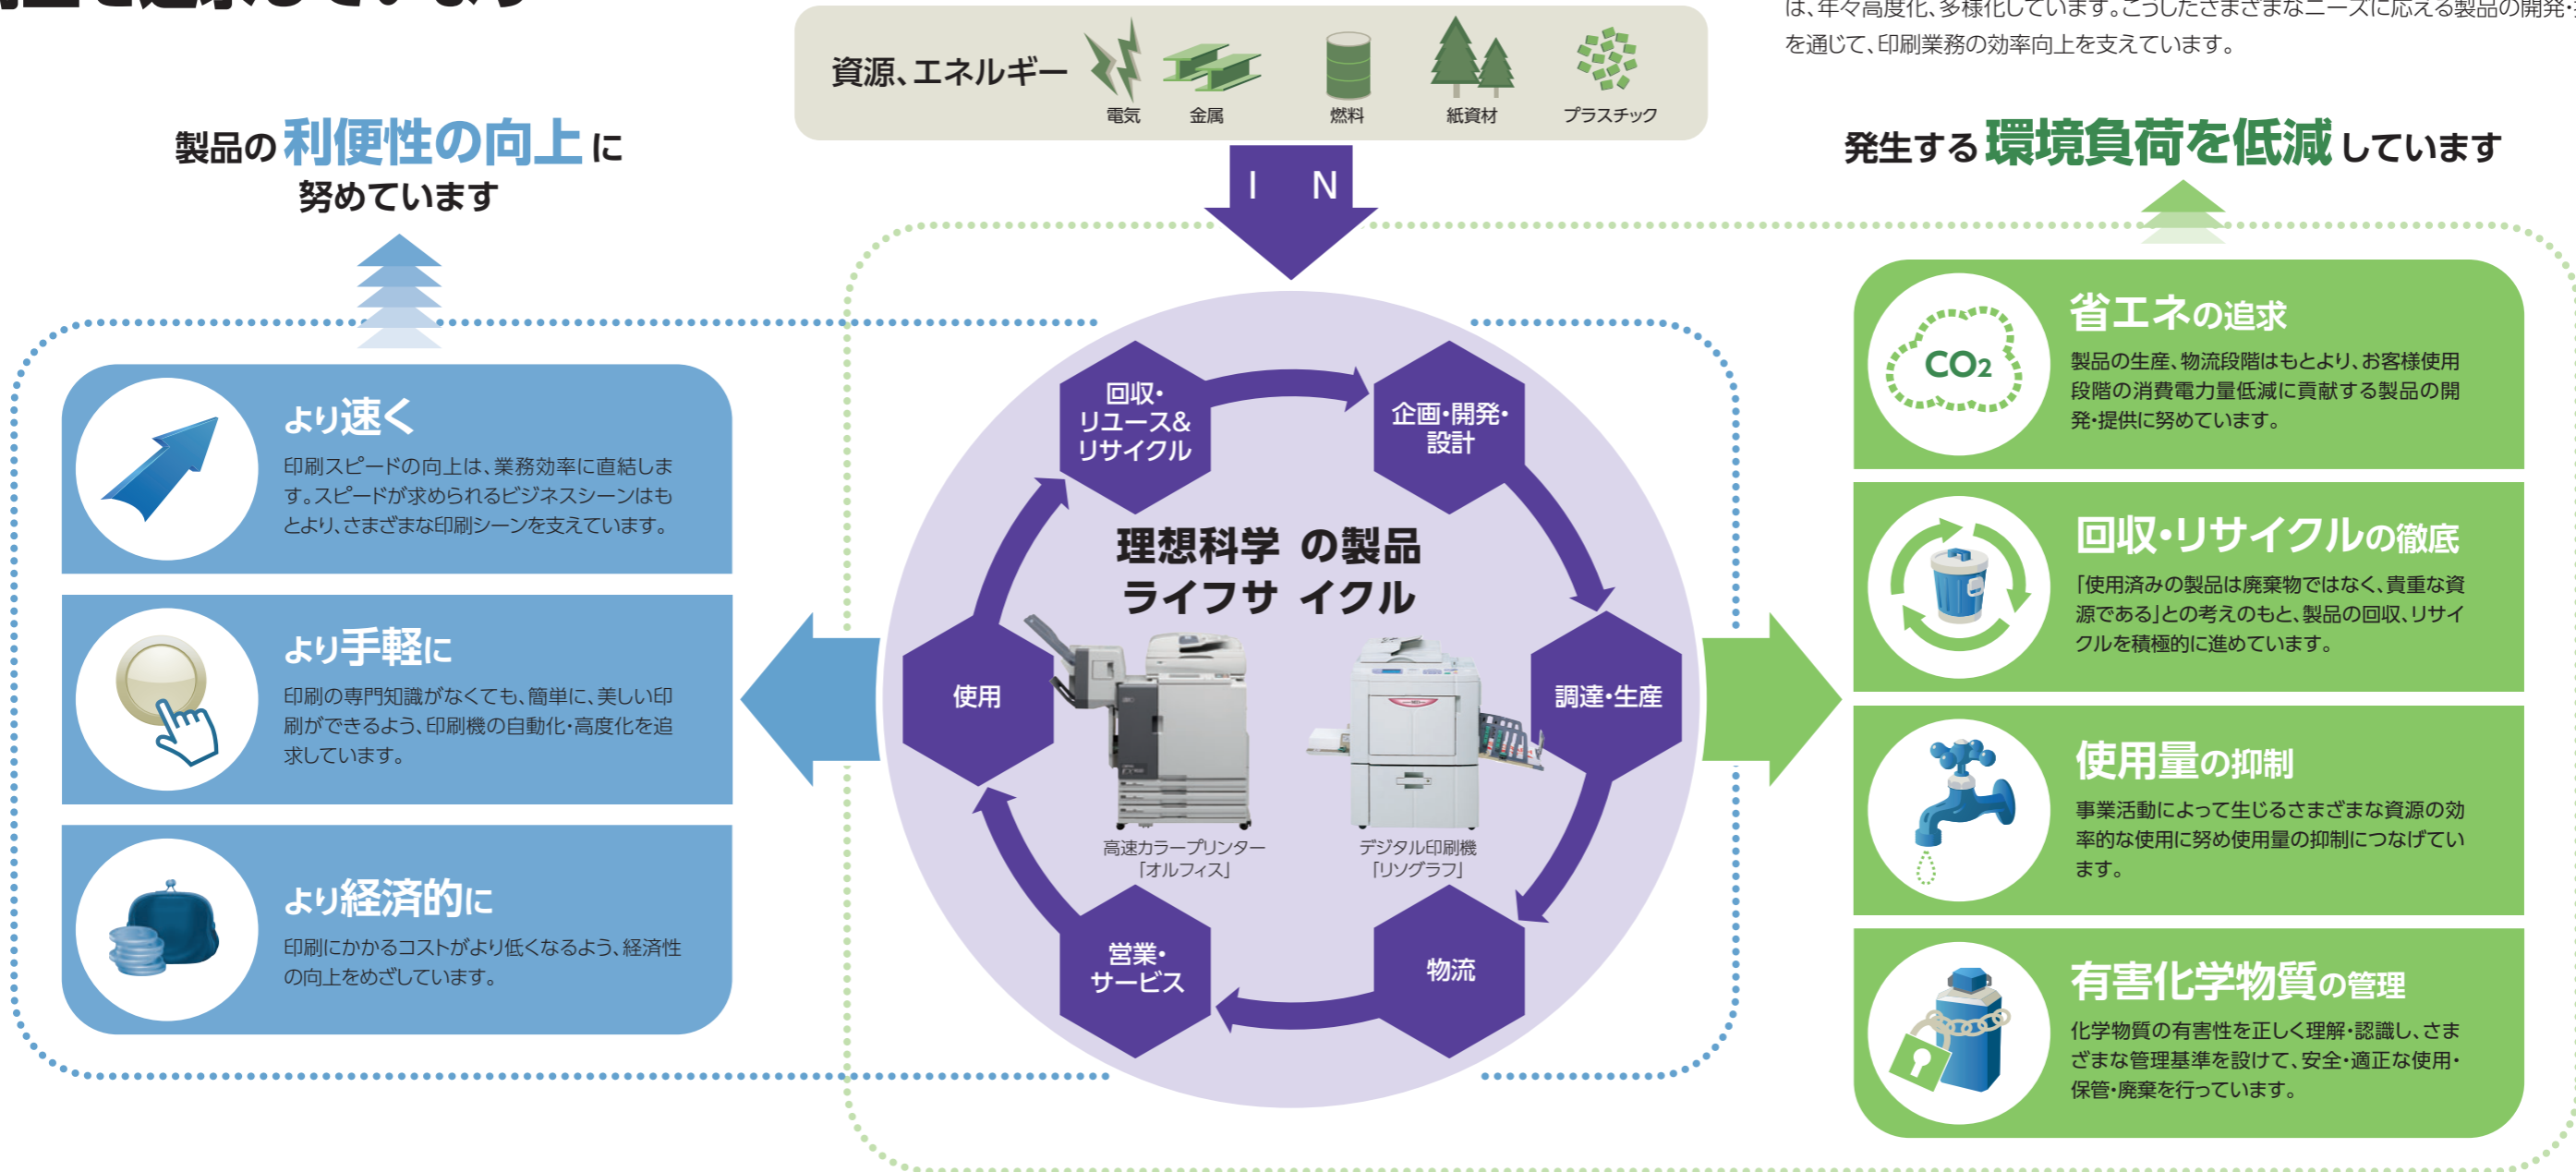 は、年々高度化、多様化しています。こうしたさまざまなニーズに応える製品の開発・
を通じて、印刷業務の効率向上を支えています。
資源、エネルギー
電気
金属
燃料
紙資材
プラスチック
I N
製品の利便性の向上に
努めています
発生する環境負荷を低減しています
より速く
印刷スピードの向上は、業務効率に直結しま
す。スピードが求められるビジネスシーンはも
とより、さまざまな印刷シーンを支えています。
より手軽に
印刷の専門知識がなくても、簡単に、美しい印
刷ができるよう、印刷機の自動化・高度化を追
求しています。
より経済的に
印刷にかかるコストがより低くなるよう、経済性
の向上をめざしています。
理想科学 の製品
ライフサ イクル
回収・
リユース&
リサイクル
企画・開発・
設計
調達・生産
物流
営業・
サービス
使用
高速カラープリンター
「オルフィス」
デジタル印刷機
「リソグラフ」
CO2
省エネの追求
製品の生産、物流段階はもとより、お客様使用
段階の消費電力量低減に貢献する製品の開
発・提供に努めています。
回収・リサイクルの徹底
「使用済みの製品は廃棄物ではなく、貴重な資
源である」との考えのもと、製品の回収、リサイ
クルを積極的に進めています。
使用量の抑制
事業活動によって生じるさまざまな資源の効
率的な使用に努め使用量の抑制につなげてい
ます。
有害化学物質の管理
化学物質の有害性を正しく理解・認識し、さま
ざまな管理基準を設けて、安全・適正な使用・
保管・廃棄を行っています。